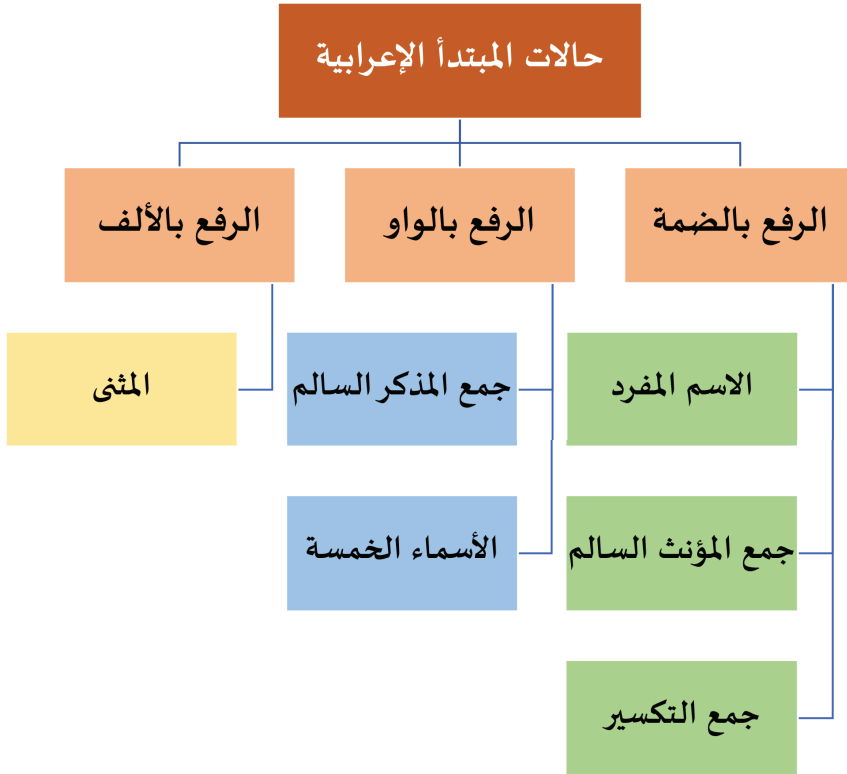 حالات المبتدأ الإعرابية
الرفع بالضمة
الرفع بالواو
الرفع بالألف
الاسم المفرد
جمع المذكر السالم
المثنى
جمع المؤنث السالم
الأسماء الخمسة
جمع التكسير